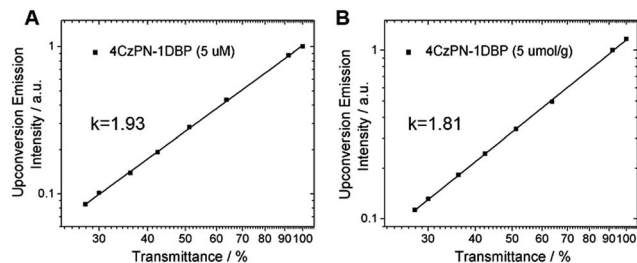 A
4CzPN-1DBP (5 uM)
k=1.93
Upconversion Emission
Intensity / a.u.
1
0.1
30 40 50 60 70 80 90 100
Transmittance / %
B
4CzPN-1DBP (5 umol/g)
k=1.81
Upconversion Emission
Intensity / a.u.
1
0.1
30 40 50 60 70 80 90 100
Transmittance / %